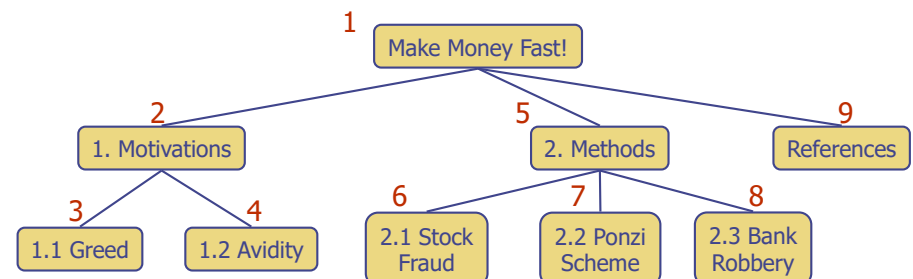 1
Make Money Fast!
2
5
9
1. Motivations
2. Methods
References
3
4
6
7
8
1.1 Greed
1.2 Avidity
2.1 Stock
Fraud
2.2 Ponzi
Scheme
2.3 Bank
Robbery